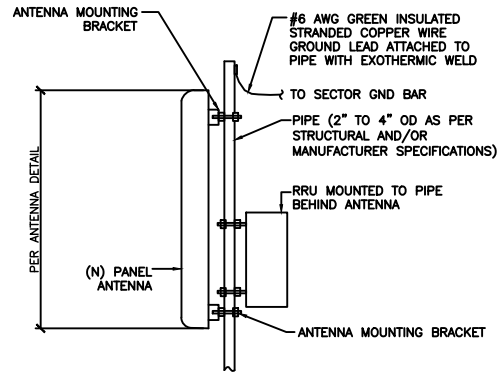 ANTENNA MOUNTING
BRACKET
#6 AWG GREEN INSULATED
STRANDED COPPER WIRE
GROUND LEAD ATTACHED TO
PIPE WITH EXOTHERMIC WELD
TO SECTOR GND BAR
PIPE (2" TO 4" OD AS PER
STRUCTURAL AND/OR
MANUFACTURER SPECIFICATIONS)
RRU MOUNTED TO PIPE
BEHIND ANTENNA
PER ANTENNA DETAIL
(N) PANEL
ANTENNA
ANTENNA MOUNTING BRACKET